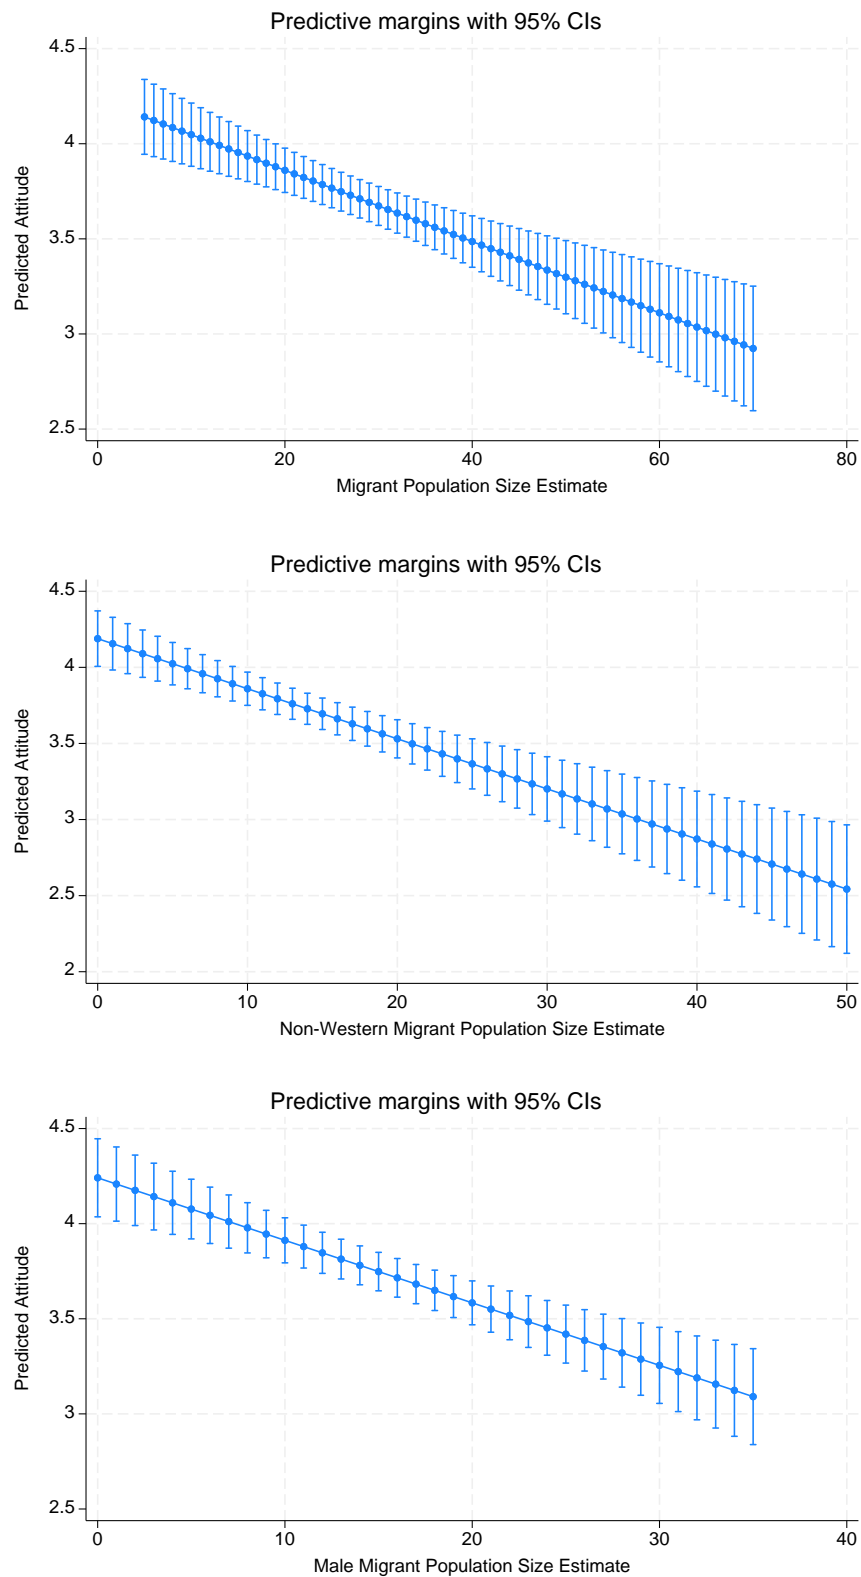 Predictive margins with 95% CIs
4.5
4
3.5
3
2.5
Predicted Attitude
0 20 40 60 80
Migrant Population Size Estimate
Predictive margins with 95% CIs
4.5
4
3.5
3
2.5
2
Predicted Attitude
0 10 20 30 40 50
Non-Western Migrant Population Size Estimate
Predictive margins with 95% CIs
4.5
4
3.5
3
2.5
Predicted Attitude
0 10 20 30 40
Male Migrant Population Size Estimate